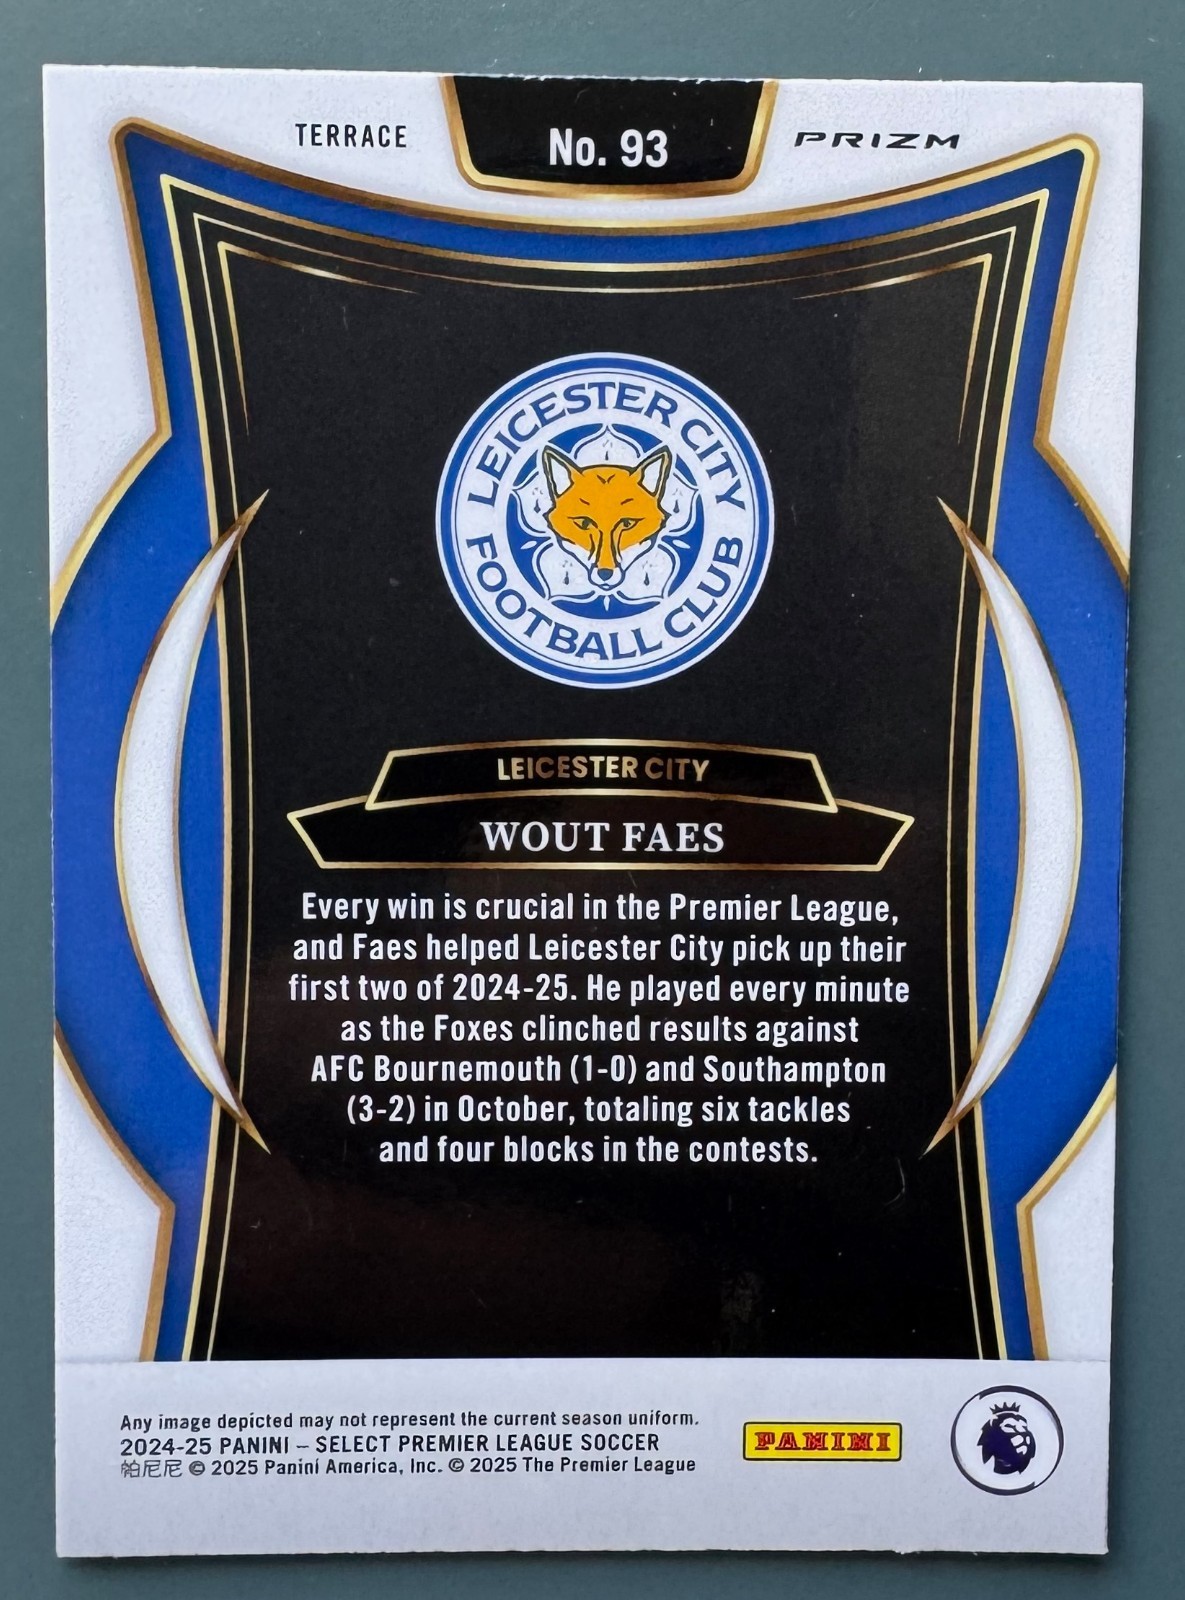 TERRACE
No. 93
PRIZM
LEICESTER CITY
FOOTBALL CLUB
LEICESTER CITY
WOUT FAES
Every win is crucial in the Premier League,
and Faes helped Leicester City pick up their
first two of 2024-25. He played every minute
as the Foxes clinched results against
AFC Bournemouth (1-0) and Southampton
(3-2) in October, totaling six tackles
and four blocks in the contests.
Any image depicted may not represent the current season uniform.
2024-25 PANINI – SELECT PREMIER LEAGUE SOCCER
帕尼尼 © 2025 Panini America, Inc. © 2025 The Premier League
PANINI